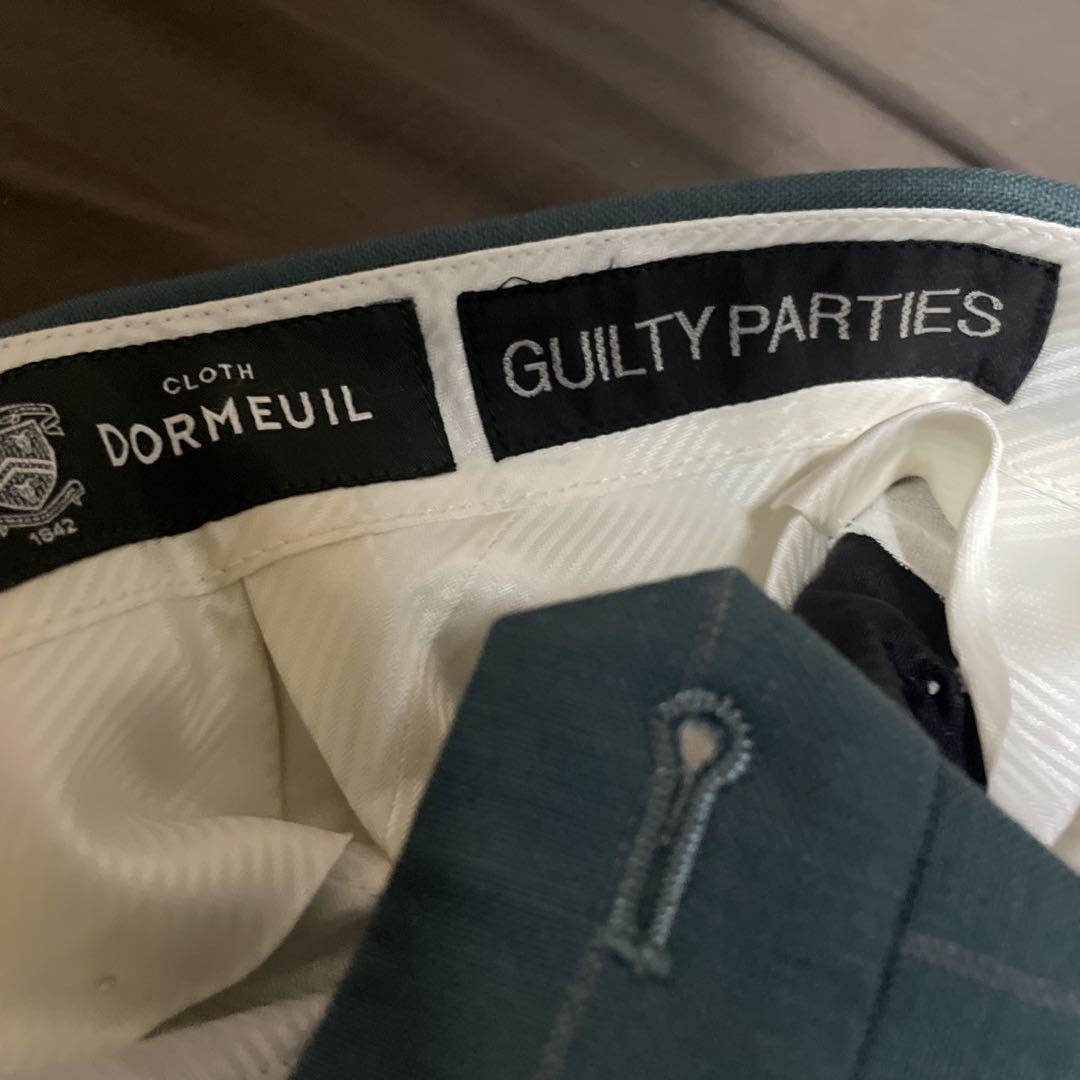 CLOTH
DORMEUIL
1842
GUILTY PARTIES